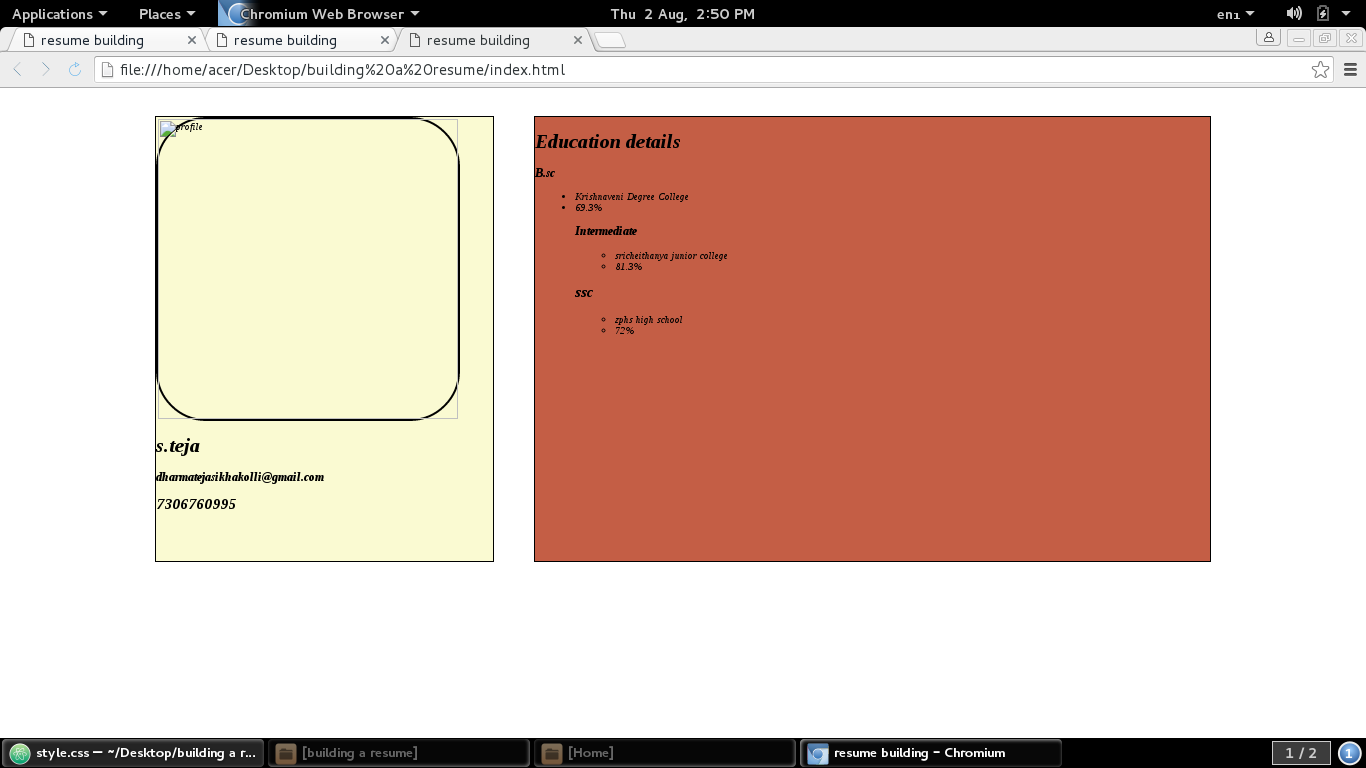 Applications Places Chromium Web Browser Thu 2 Aug, 2:50 PM en1
resume building resume building resume building
file:///home/acer/Desktop/building%20a%20resume/index.html
profile
s.teja
dharmatejasikhakolli@gmail.com
7306760995
Education details
B.sc
Krishnaveni Degree College
69.3%
Intermediate
sricheithanya junior college
81.3%
ssc
zphs high school
72%
style.css — ~/Desktop/building a r... [building a resume] [Home] resume building - Chromium 1 / 2 1